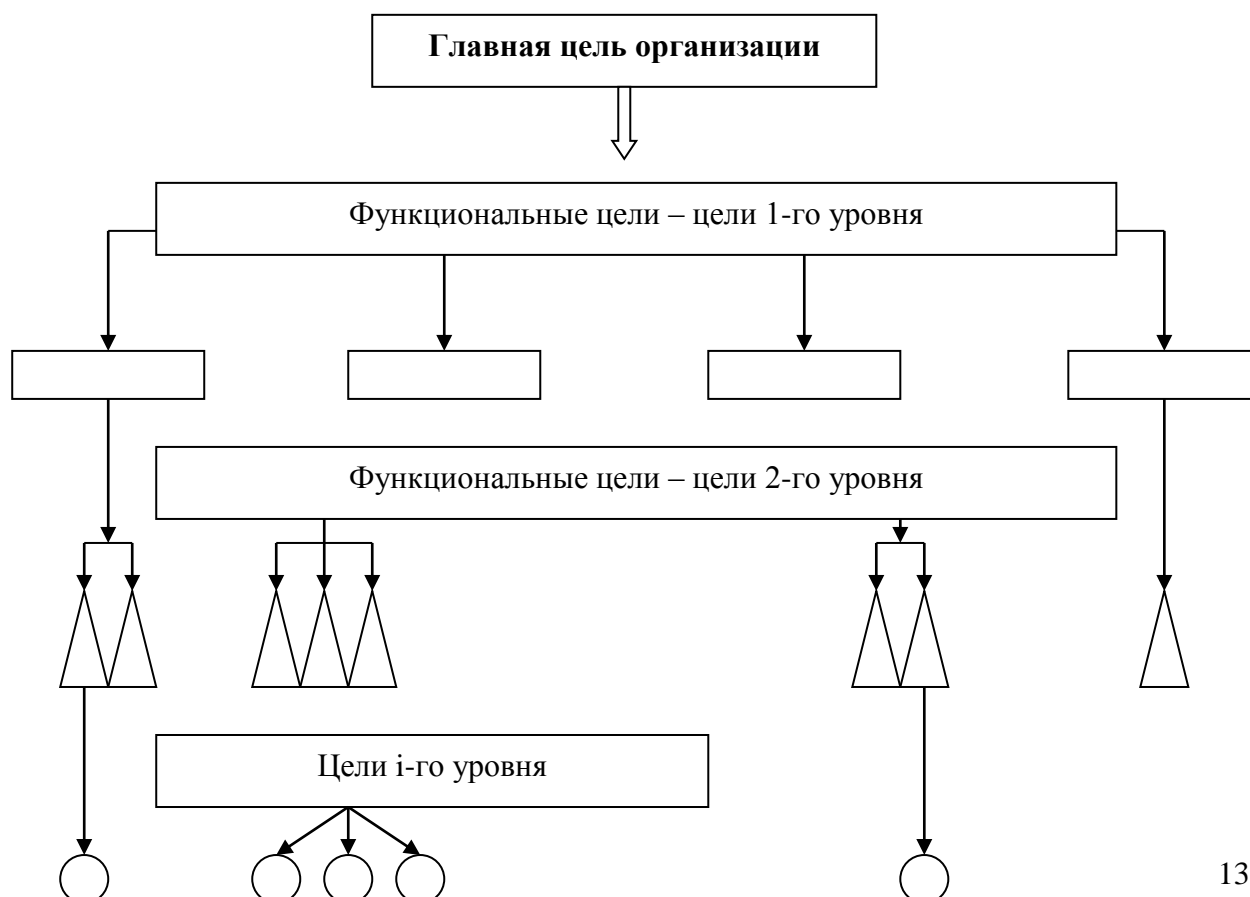 Главная цель организации
Функциональные цели – цели 1-го уровня
Функциональные цели – цели 2-го уровня
Цели i-го уровня
13